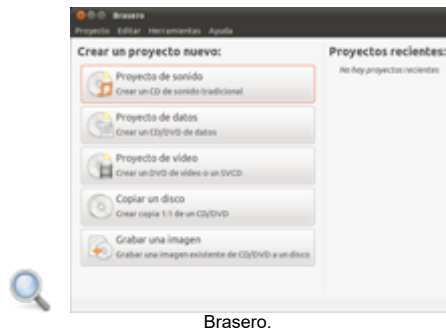 Brasero
Proyecto Editar Herramientas Ayuda
Crear un proyecto nuevo:
Proyecto de sonido
Crear un CD de sonido tradicional
Proyecto de datos
Crear un CD/DVD de datos
Proyecto de vídeo
Crear un DVD de vídeo o un SVCD
Copiar un disco
Crear copia 1:1 de un CD/DVD
Grabar una imagen
Grabar una imagen existente de CD/DVD a un disco
Proyectos recientes:
No hay proyectos recientes
Brasero.